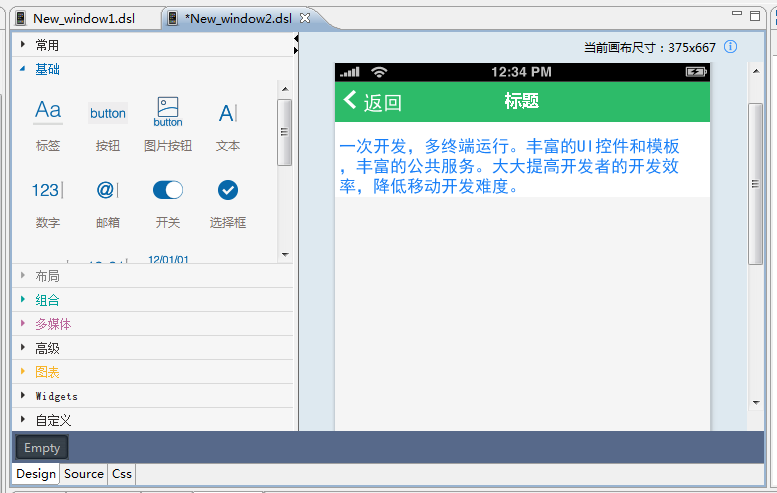 New_window1.dsl
*New_window2.dsl
常用
当前画布尺寸：375x667
基础
12:34 PM
返回
标题
Aa
button
button
A
标签
按钮
图片按钮
文本
一次开发，多终端运行。丰富的UI控件和模板
，丰富的公共服务。大大提高开发者的开发效
率，降低移动开发难度。
123
@
数字
邮箱
开关
选择框
12/01/01
布局
组合
多媒体
高级
图表
Widgets
自定义
Empty
Design
Source
Css